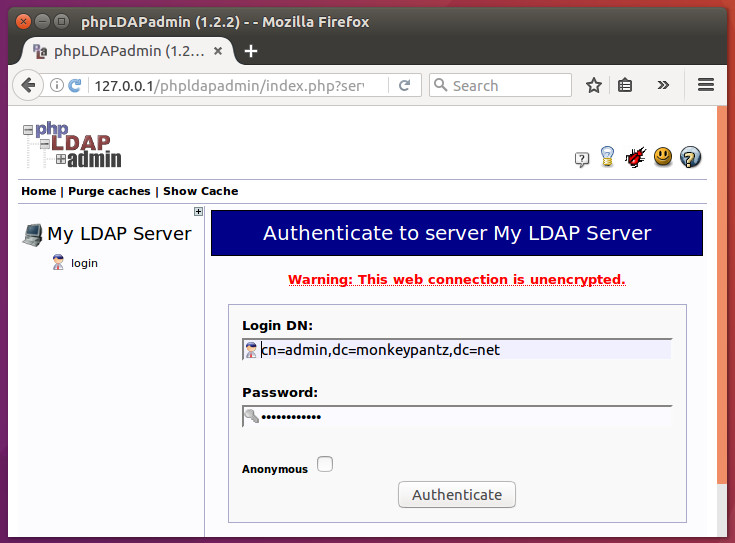 phpLDAPadmin (1.2.2) - - Mozilla Firefox
phpLDAPadmin (1.2...
127.0.0.1/phpldapadmin/index.php?ser
Search
php
LDAP
admin
Home | Purge caches | Show Cache
My LDAP Server
login
Authenticate to server My LDAP Server
Warning: This web connection is unencrypted.
Login DN:
cn=admin,dc=monkeypantz,dc=net
Password:
••••••••••••
Anonymous
Authenticate